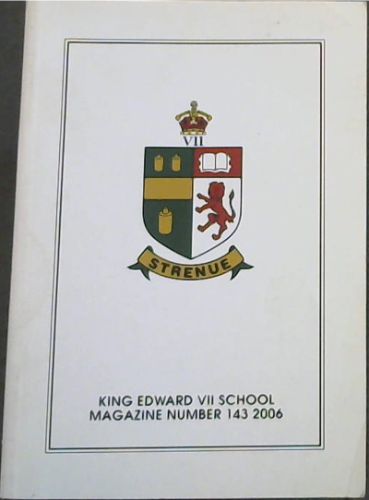 VII
STRENUE
KING EDWARD VII SCHOOL
MAGAZINE NUMBER 143 2006